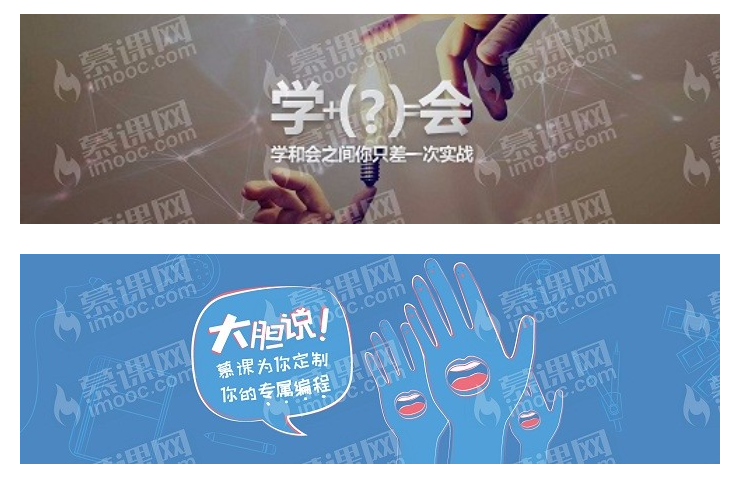 学+(?)=会
学和会之间你只差一次实战
慕课网
imooc.com
大胆说!
慕课为你定制
你的专属编程
慕课网
imooc.com